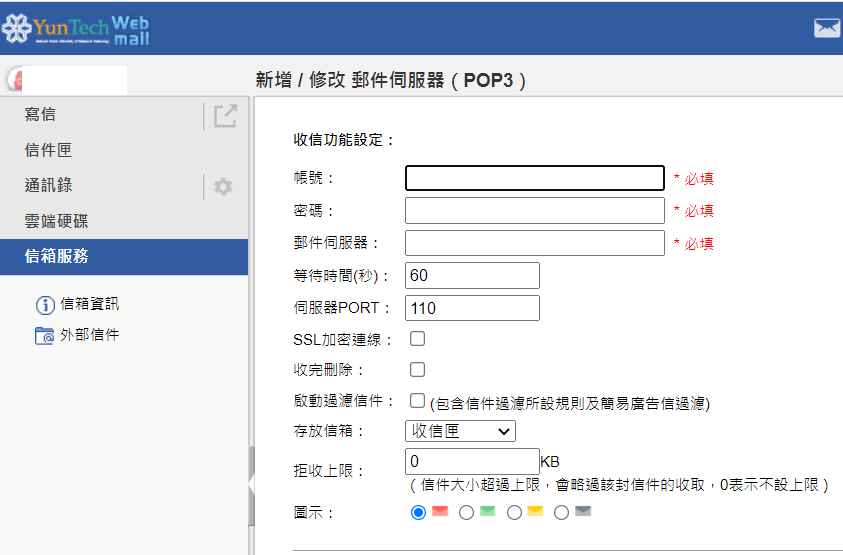 YunTech Web
mail
新增 / 修改 郵件伺服器 ( POP3 )
寫信
信件匣
通訊錄
雲端硬碟
信箱服務
信箱資訊
外部信件
收信功能設定：
帳號： * 必填
密碼： * 必填
郵件伺服器： * 必填
等待時間(秒)： 60
伺服器PORT： 110
SSL加密連線：
收完刪除：
啟動過濾信件： (包含信件過濾所設規則及簡易廣告信過濾)
存放信箱： 收信匣
拒收上限： 0 KB
( 信件大小超過上限，會略過該封信件的收取，0表示不設上限 )
圖示：